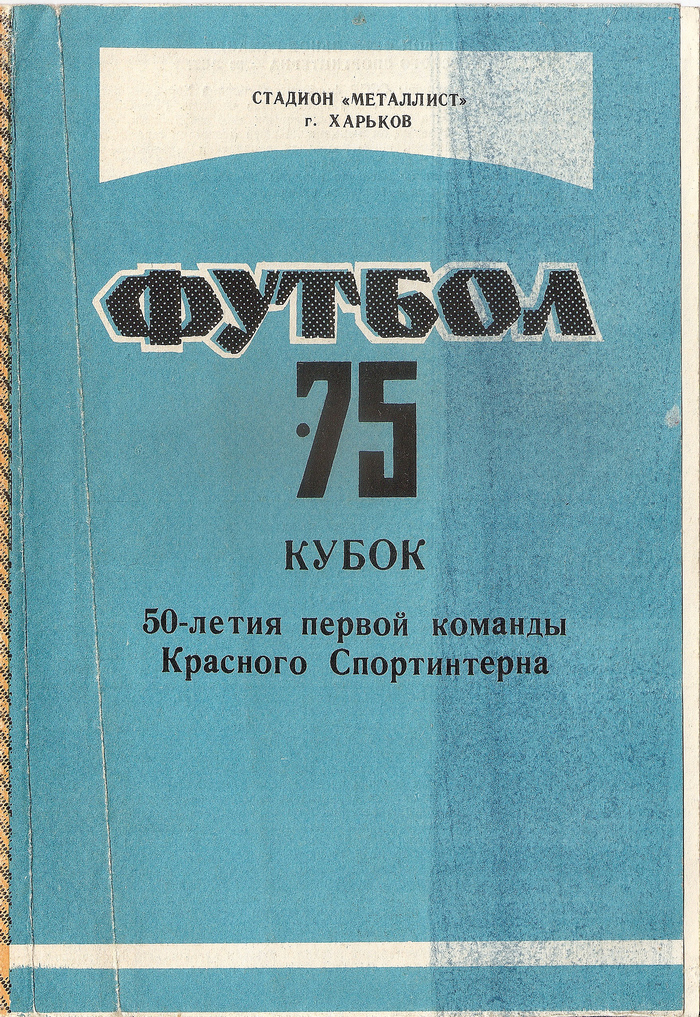 СТАДИОН «МЕТАЛЛИСТ»
г. ХАРЬКОВ
ФУТБОЛ
·75
КУБОК
50-летия первой команды
Красного Спортинтерна